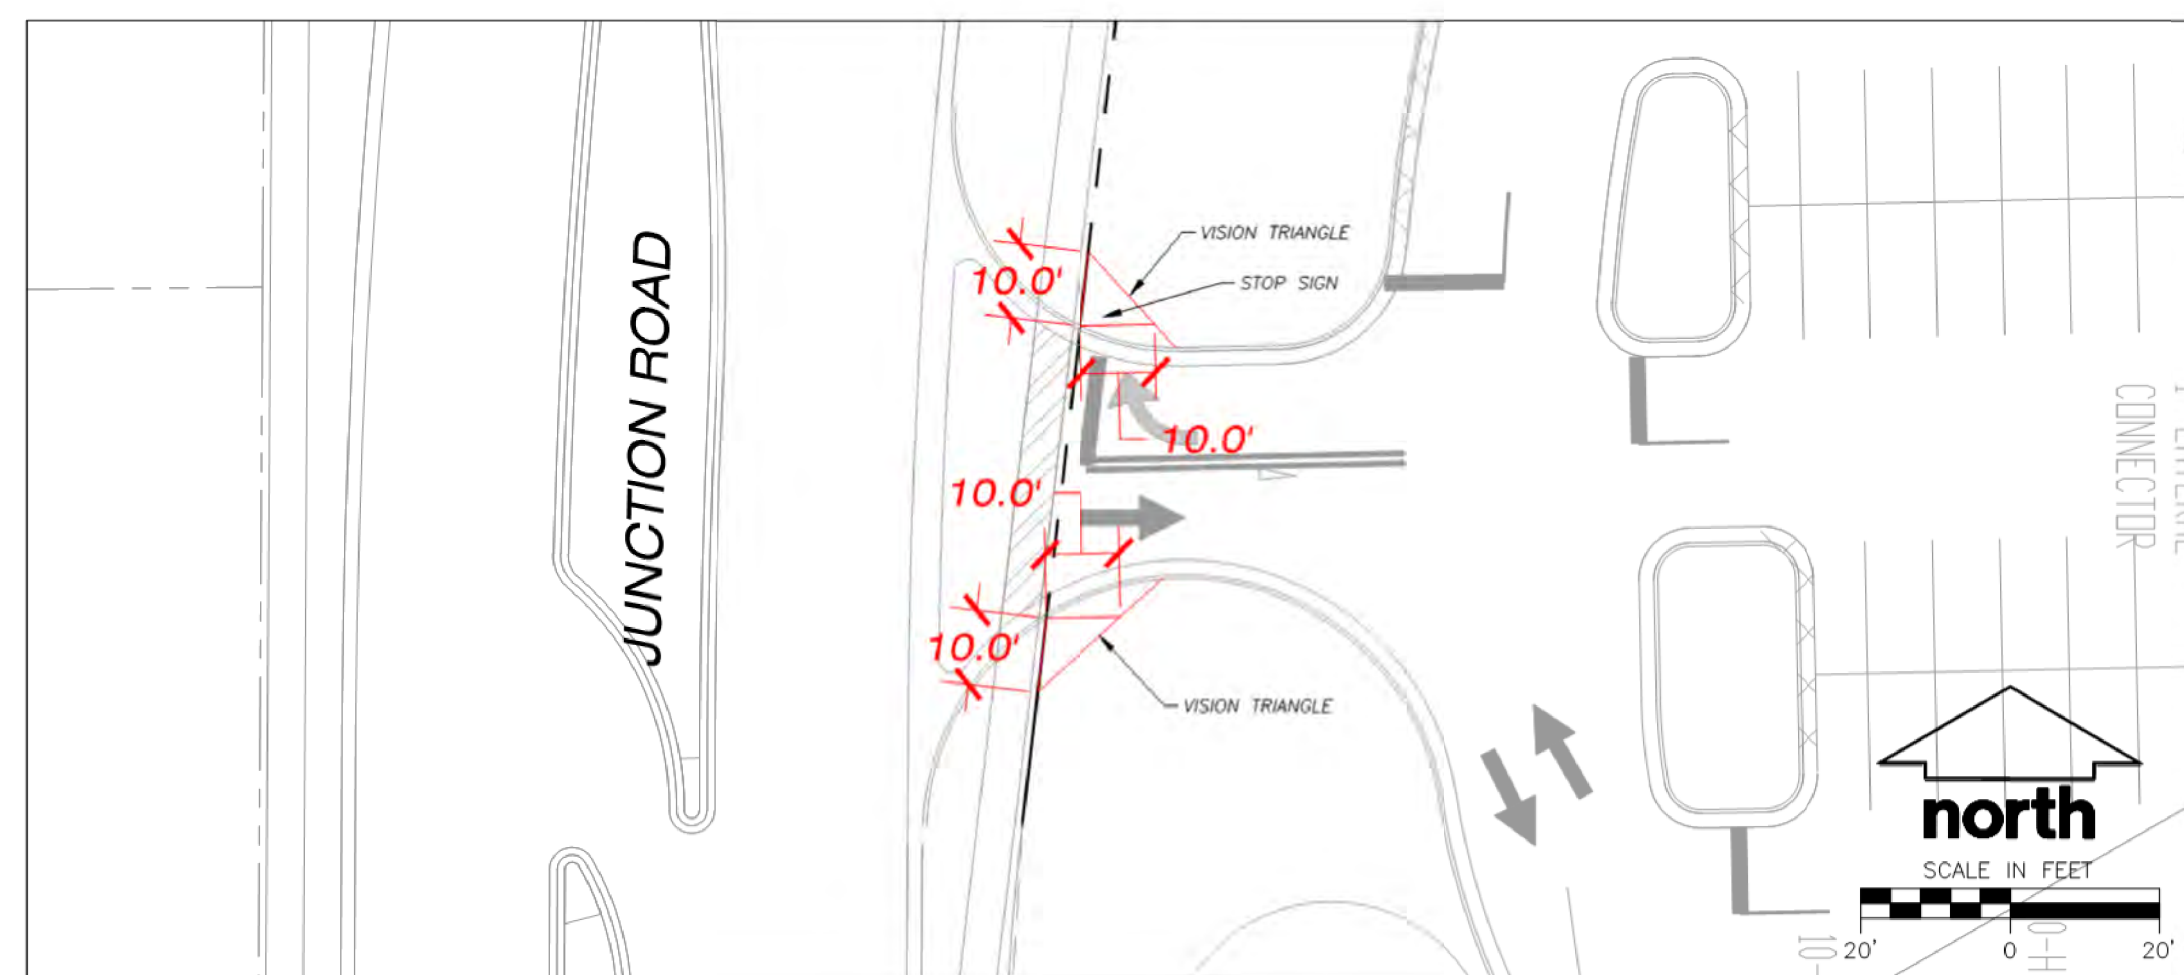 VISION TRIANGLE
10.0'
STOP SIGN
JUNCTION ROAD
10.0'
10.0'
10.0'
VISION TRIANGLE
CONNECTOR
north
SCALE IN FEET
20' 0 20'